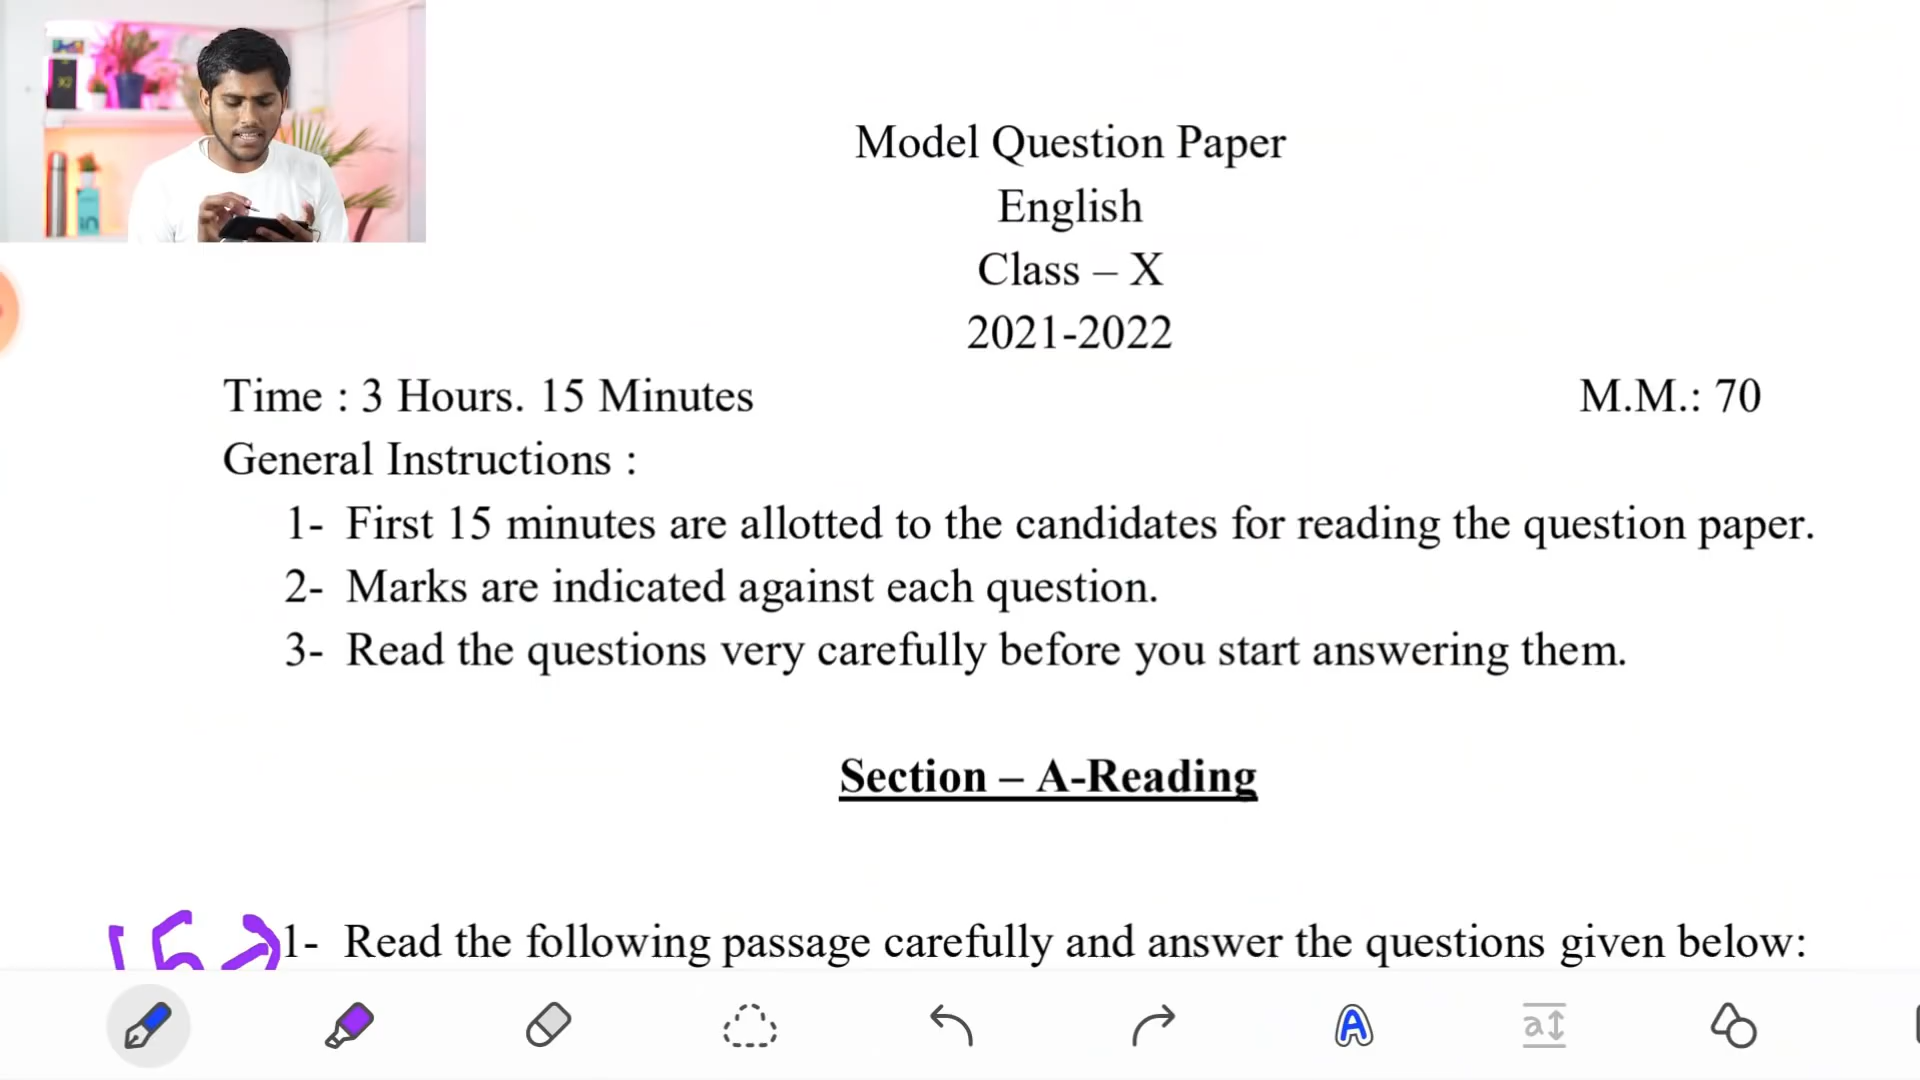 Model Question Paper
English
Class – X
2021-2022
Time : 3 Hours. 15 Minutes M.M.: 70
General Instructions :
1- First 15 minutes are allotted to the candidates for reading the question paper.
2- Marks are indicated against each question.
3- Read the questions very carefully before you start answering them.
Section – A-Reading
1- Read the following passage carefully and answer the questions given below:
A a